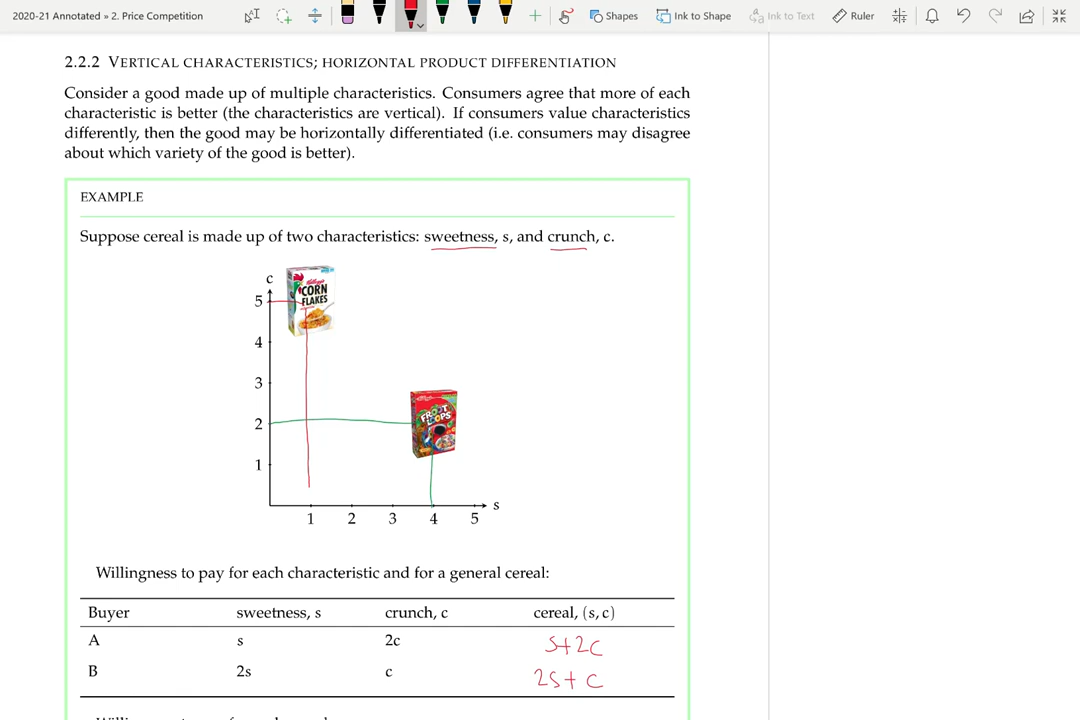 2020-21 Annotated » 2. Price Competition
Shapes
Ink to Shape
Ink to Text
Ruler
2.2.2 VERTICAL CHARACTERISTICS; HORIZONTAL PRODUCT DIFFERENTIATION
Consider a good made up of multiple characteristics. Consumers agree that more of each
characteristic is better (the characteristics are vertical). If consumers value characteristics
differently, then the good may be horizontally differentiated (i.e. consumers may disagree
about which variety of the good is better).
EXAMPLE
Suppose cereal is made up of two characteristics: sweetness, s, and crunch, c.
c
5
Kellogg's
CORN
FLAKES
4
3
2
FROOT
LOOPS
1
s
1 2 3 4 5
Willingness to pay for each characteristic and for a general cereal:
Buyer sweetness, s crunch, c cereal, (s, c)
A s 2c s+2c
B 2s c 2s+c